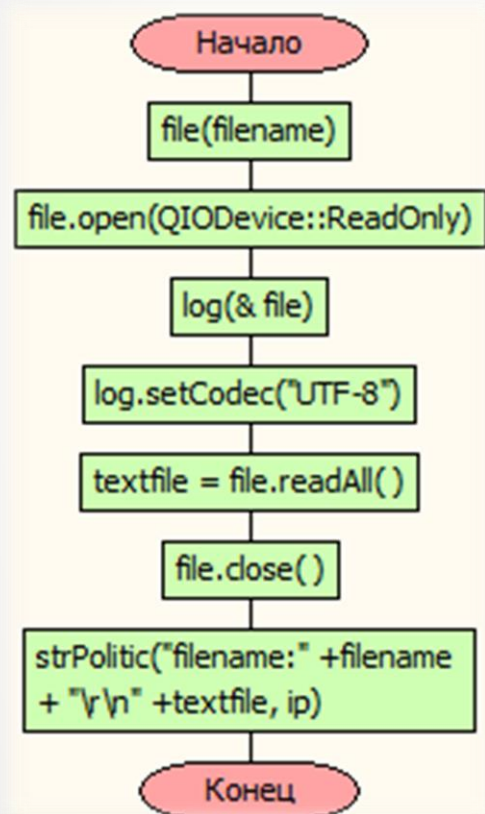 Начало
file(filename)
file.open(QIODevice::ReadOnly)
log(& file)
log.setCodec("UTF-8")
textfile = file.readAll()
file.close()
strPolitic("filename:" +filename
+ "\r\n" +textfile, ip)
Конец